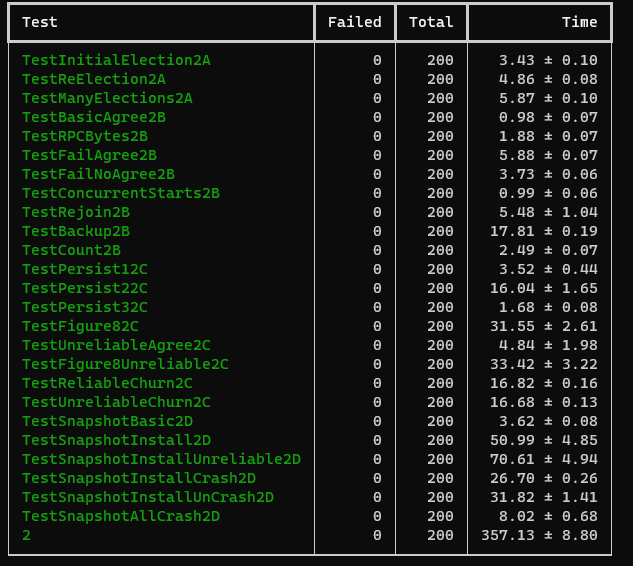 Test Failed Total Time
TestInitialElection2A 0 200 3.43 ± 0.10
TestReElection2A 0 200 4.86 ± 0.08
TestManyElections2A 0 200 5.87 ± 0.10
TestBasicAgree2B 0 200 0.98 ± 0.07
TestRPCBytes2B 0 200 1.88 ± 0.07
TestFailAgree2B 0 200 5.88 ± 0.07
TestFailNoAgree2B 0 200 3.73 ± 0.06
TestConcurrentStarts2B 0 200 0.99 ± 0.06
TestRejoin2B 0 200 5.48 ± 1.04
TestBackup2B 0 200 17.81 ± 0.19
TestCount2B 0 200 2.49 ± 0.07
TestPersist12C 0 200 3.52 ± 0.44
TestPersist22C 0 200 16.04 ± 1.65
TestPersist32C 0 200 1.68 ± 0.08
TestFigure82C 0 200 31.55 ± 2.61
TestUnreliableAgree2C 0 200 4.84 ± 1.98
TestFigure8Unreliable2C 0 200 33.42 ± 3.22
TestReliableChurn2C 0 200 16.82 ± 0.16
TestUnreliableChurn2C 0 200 16.68 ± 0.13
TestSnapshotBasic2D 0 200 3.62 ± 0.08
TestSnapshotInstall2D 0 200 50.99 ± 4.85
TestSnapshotInstallUnreliable2D 0 200 70.61 ± 4.94
TestSnapshotInstallCrash2D 0 200 26.70 ± 0.26
TestSnapshotInstallUnCrash2D 0 200 31.82 ± 1.41
TestSnapshotAllCrash2D 0 200 8.02 ± 0.68
2 0 200 357.13 ± 8.80